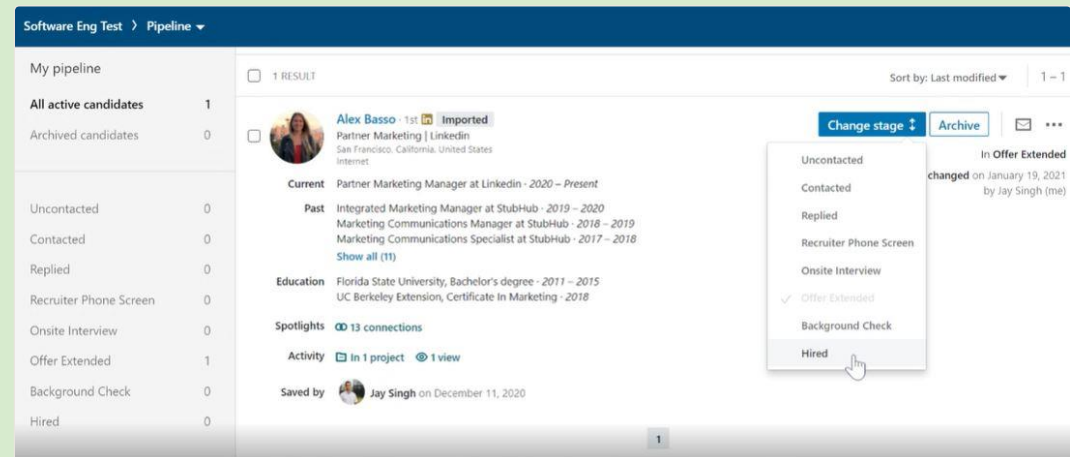 Software Eng Test > Pipeline
My pipeline
All active candidates 1
Archived candidates 0
Uncontacted 0
Contacted 0
Replied 0
Recruiter Phone Screen 0
Onsite Interview 0
Offer Extended 1
Background Check 0
Hired 0
1 RESULT
Sort by: Last modified
1 – 1
Alex Basso · 1st in Imported
Partner Marketing | Linkedin
San Francisco, California, United States
Internet
Current Partner Marketing Manager at Linkedin · 2020 – Present
Past Integrated Marketing Manager at StubHub · 2019 – 2020
Marketing Communications Manager at StubHub · 2018 – 2019
Marketing Communications Specialist at StubHub · 2017 – 2018
Show all (11)
Education Florida State University, Bachelor's degree · 2011 – 2015
UC Berkeley Extension, Certificate In Marketing · 2018
Spotlights 13 connections
Activity In 1 project 1 view
Saved by Jay Singh on December 11, 2020
Change stage
Archive
Uncontacted
Contacted
Replied
Recruiter Phone Screen
Onsite Interview
Offer Extended
Background Check
Hired
In Offer Extended
changed on January 19, 2021
by Jay Singh (me)
1